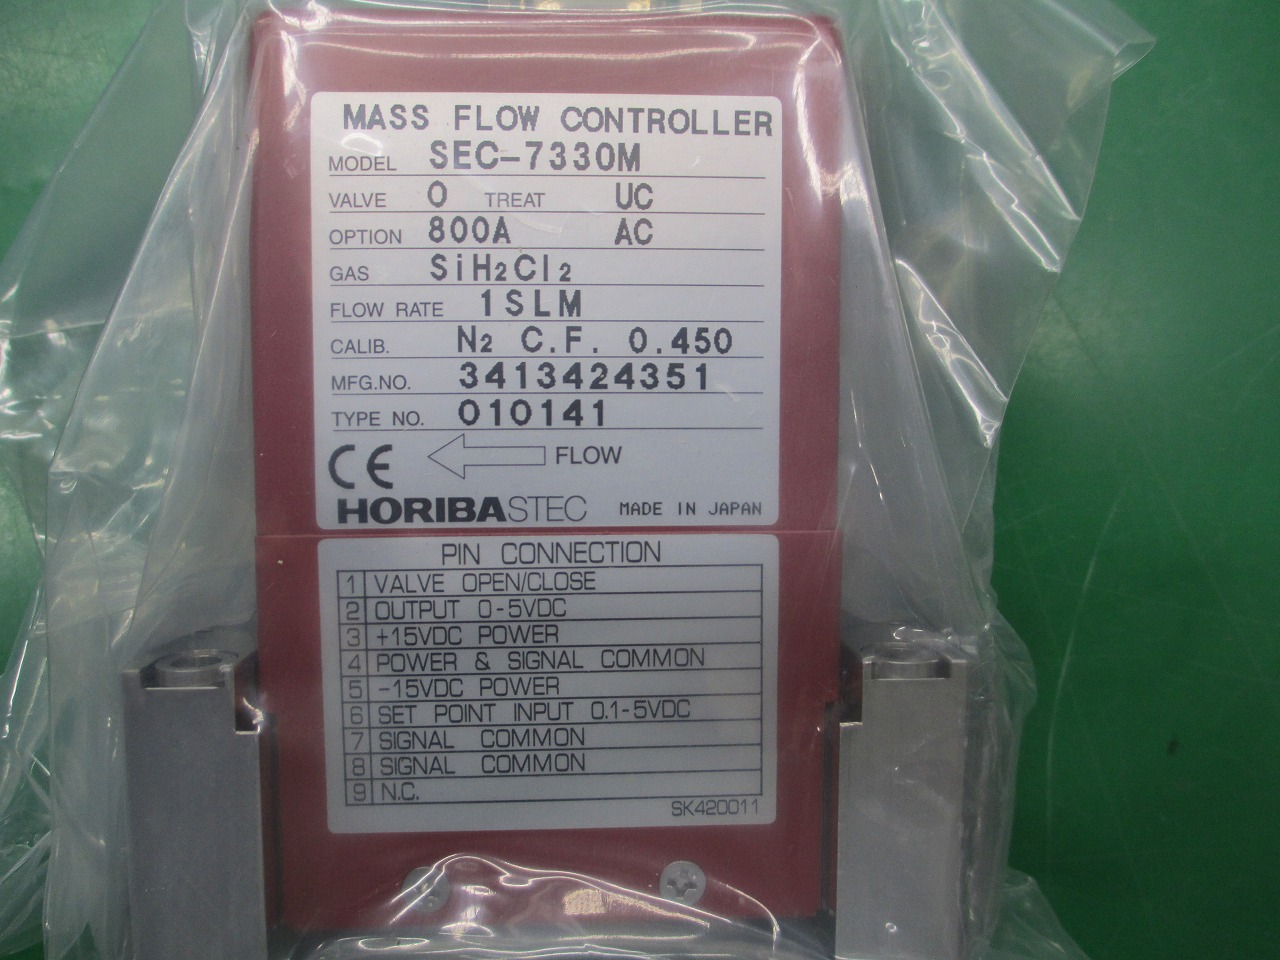 MASS FLOW CONTROLLER
MODEL SEC-7330M
VALVE O TREAT UC
OPTION 800A AC
GAS SiH₂Cl₂
FLOW RATE 1SLM
CALIB. N₂ C.F. 0.450
MFG.NO. 3413424351
TYPE NO. 010141
CE FLOW
HORIBASTEC MADE IN JAPAN
PIN CONNECTION
1 VALVE OPEN/CLOSE
2 OUTPUT 0-5VDC
3 +15VDC POWER
4 POWER & SIGNAL COMMON
5 -15VDC POWER
6 SET POINT INPUT 0.1-5VDC
7 SIGNAL COMMON
8 SIGNAL COMMON
9 N.C.
SK420011